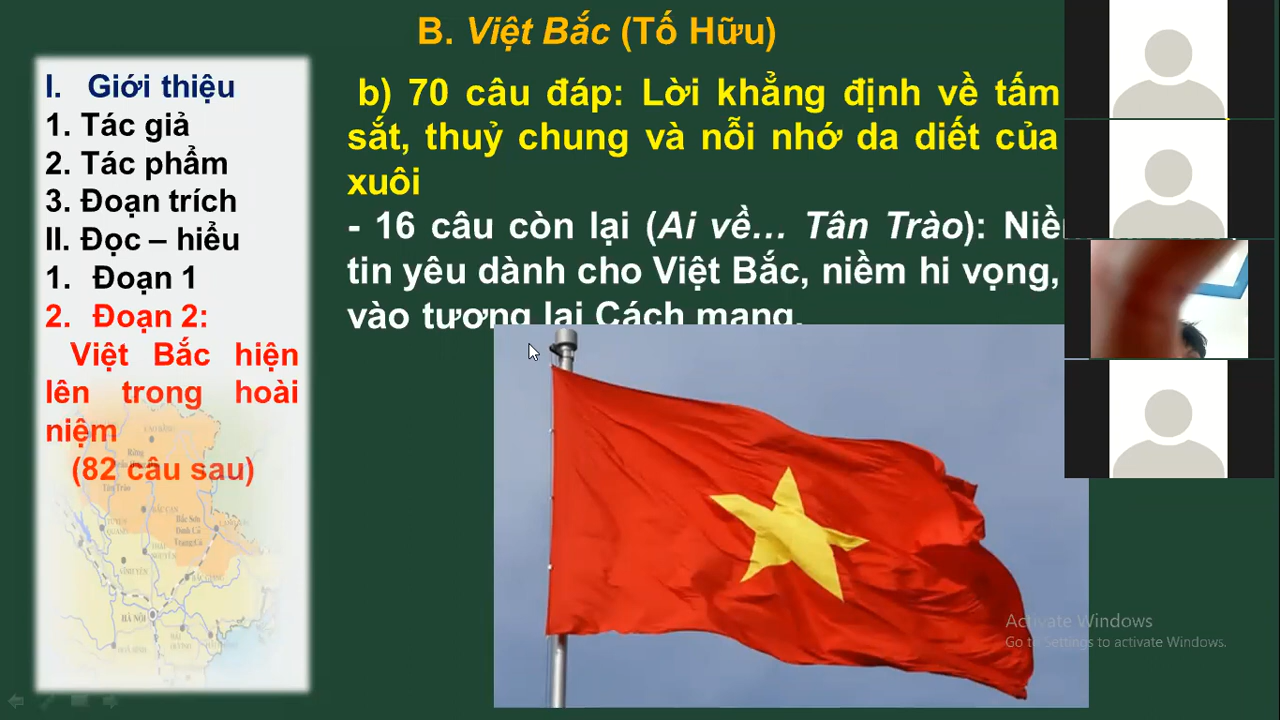 B. Việt Bắc (Tố Hữu)
I. Giới thiệu
1. Tác giả
2. Tác phẩm
3. Đoạn trích
II. Đọc – hiểu
1. Đoạn 1
2. Đoạn 2:
Việt Bắc hiện
lên trong hoài
niệm
(82 câu sau)
b) 70 câu đáp: Lời khẳng định về tấm
sắt, thuỷ chung và nỗi nhớ da diết của
xuôi
- 16 câu còn lại (Ai về... Tân Trào):
tin yêu dành cho Việt Bắc, niềm hi vọng,
vào tương lai Cách mạng.
HÀ NỘI
Activate Windows
Go to Settings to activate Windows.